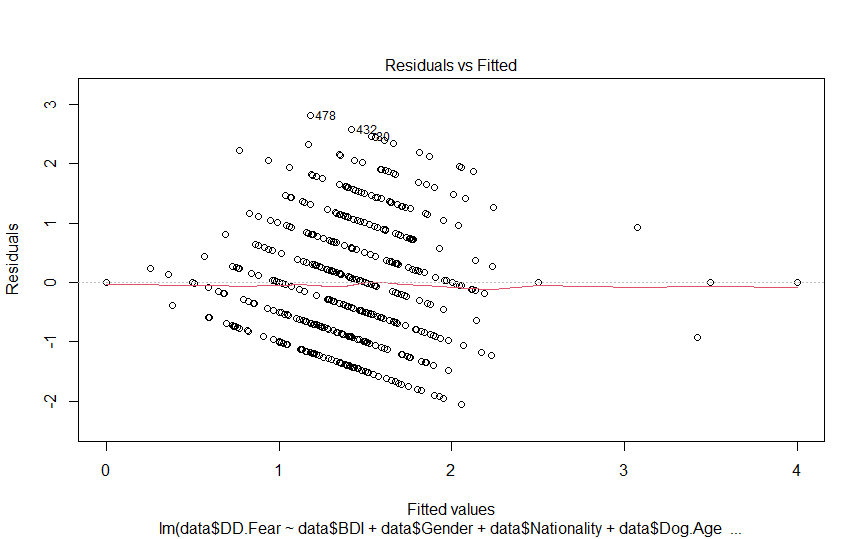 Residuals vs Fitted
3
2
1
0
-1
-2
Residuals
478
432
0 1 2 3 4
Fitted values
lm(data$DD.Fear ~ data$BDI + data$Gender + data$Nationality + data$Dog.Age ...